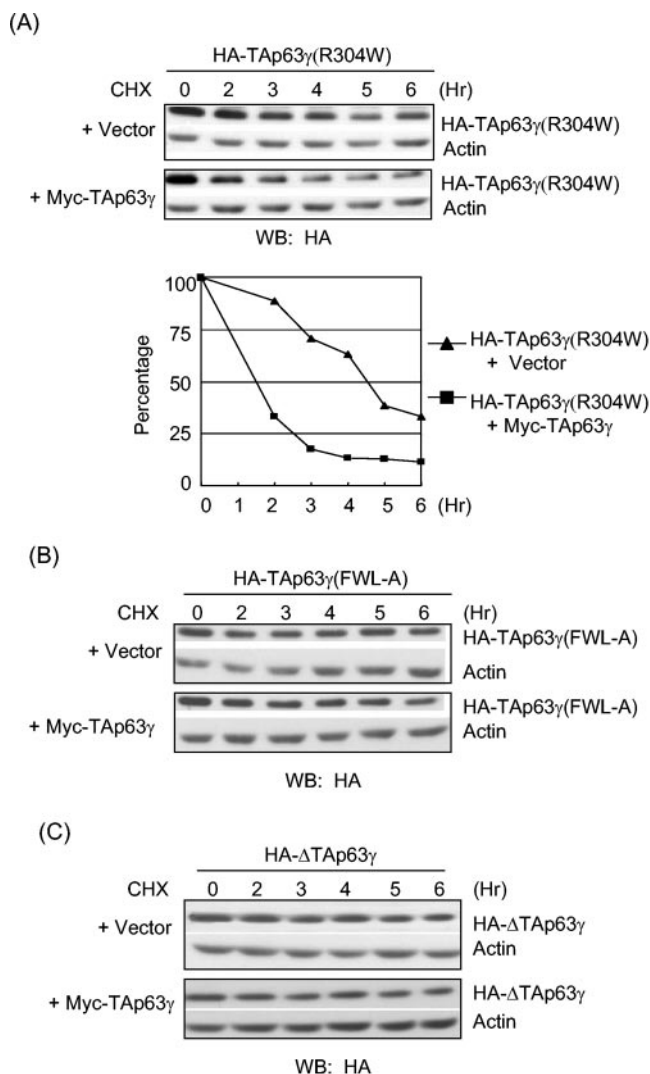 (A)
HA-TAp63γ(R304W)
CHX 0 2 3 4 5 6 (Hr)
+ Vector
HA-TAp63γ(R304W)
Actin
+ Myc-TAp63γ
HA-TAp63γ(R304W)
Actin
WB: HA
Percentage
100
75
50
25
0
0 1 2 3 4 5 6 (Hr)
HA-TAp63γ(R304W)
+ Vector
HA-TAp63γ(R304W)
+ Myc-TAp63γ
(B)
HA-TAp63γ(FWL-A)
CHX 0 2 3 4 5 6 (Hr)
+ Vector
HA-TAp63γ(FWL-A)
Actin
+ Myc-TAp63γ
HA-TAp63γ(FWL-A)
Actin
WB: HA
(C)
HA-ΔTAp63γ
CHX 0 2 3 4 5 6 (Hr)
+ Vector
HA-ΔTAp63γ
Actin
+ Myc-TAp63γ
HA-ΔTAp63γ
Actin
WB: HA